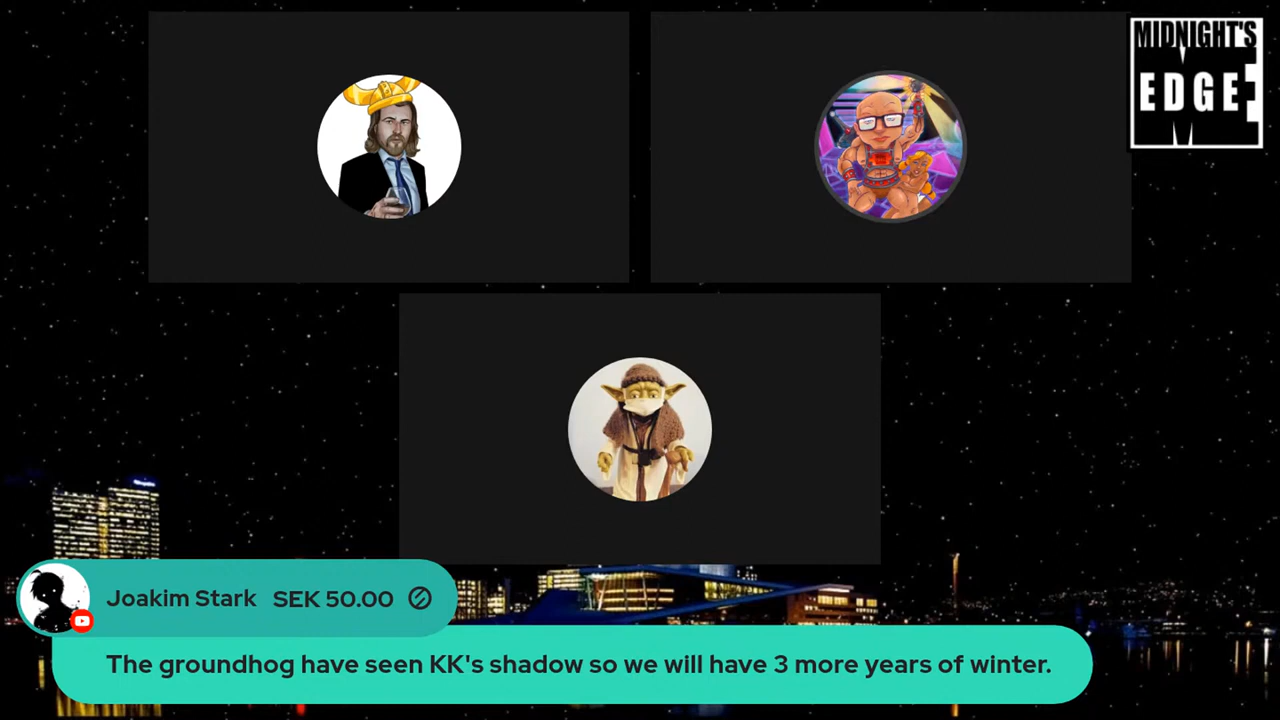 MIDNIGHT'S
EDGE
Joakim Stark SEK 50.00
The groundhog have seen KK's shadow so we will have 3 more years of winter.